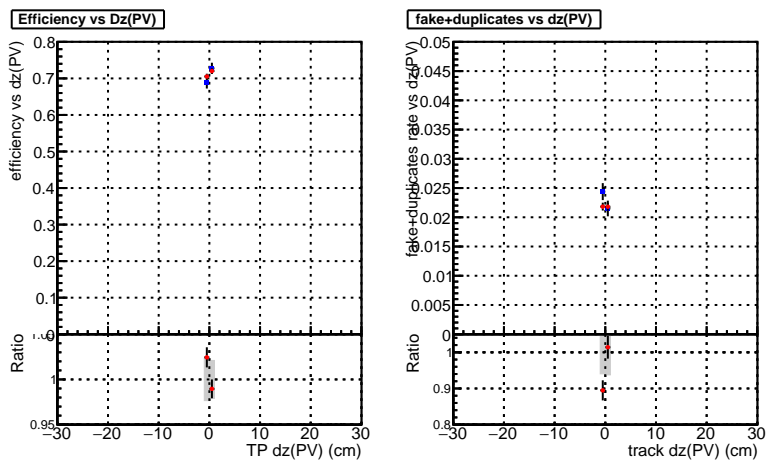 Efficiency vs Dz(PV)
efficiency vs dz(PV)
0.8
0.7
0.6
0.5
0.4
0.3
0.2
0.1
0
Ratio
1
0.95
−30 −20 −10 0 10 20 30
TP dz(PV) (cm)
fake+duplicates vs dz(PV)
fake+duplicates rate vs dz(PV)
0.05
0.045
0.04
0.035
0.03
0.025
0.02
0.015
0.01
0.005
0
Ratio
1
0.9
0.8
−30 −20 −10 0 10 20 30
track dz(PV) (cm)